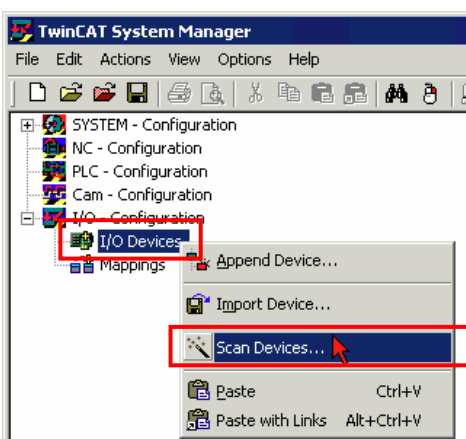 TwinCAT System Manager
File Edit Actions View Options Help
SYSTEM - Configuration
NC - Configuration
PLC - Configuration
Cam - Configuration
I/O - Configuration
I/O Devices
Mappings
Append Device...
Import Device...
Scan Devices...
Paste Ctrl+V
Paste with Links Alt+Ctrl+V